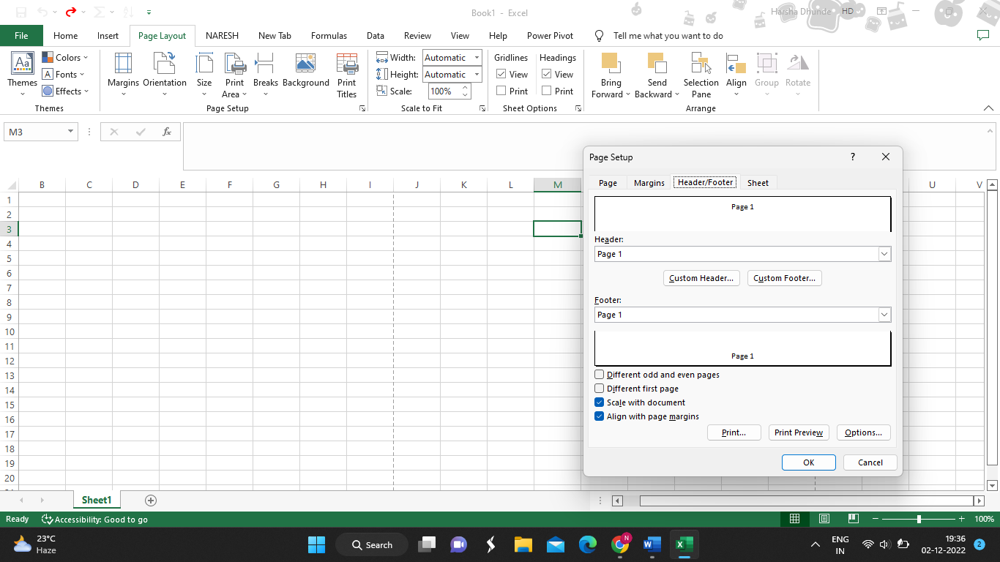 Book1 - Excel
Harsha Dhunde HD
File Home Insert Page Layout NARESH New Tab Formulas Data Review View Help Power Pivot Tell me what you want to do
Themes
Colors
Fonts
Effects
Themes
Margins Orientation Size Print Area Breaks Background Print Titles
Page Setup
Width: Automatic
Height: Automatic
Scale: 100%
Scale to Fit
Gridlines Headings
View View
Print Print
Sheet Options
Bring Forward Send Backward Selection Pane Align Group Rotate
Arrange
M3 fx
B C D E F G H I J K L M U V
1
2
3
4
5
6
7
8
9
10
11
12
13
14
15
16
17
18
19
20
Page Setup ?
Page Margins Header/Footer Sheet
Page 1
Header:
Page 1
Custom Header... Custom Footer...
Footer:
Page 1
Page 1
Different odd and even pages
Different first page
Scale with document
Align with page margins
Print... Print Preview Options...
OK Cancel
Sheet1
Ready Accessibility: Good to go 100%
23°C
Haze
Search
N
ENG
IN
19:36
02-12-2022
2